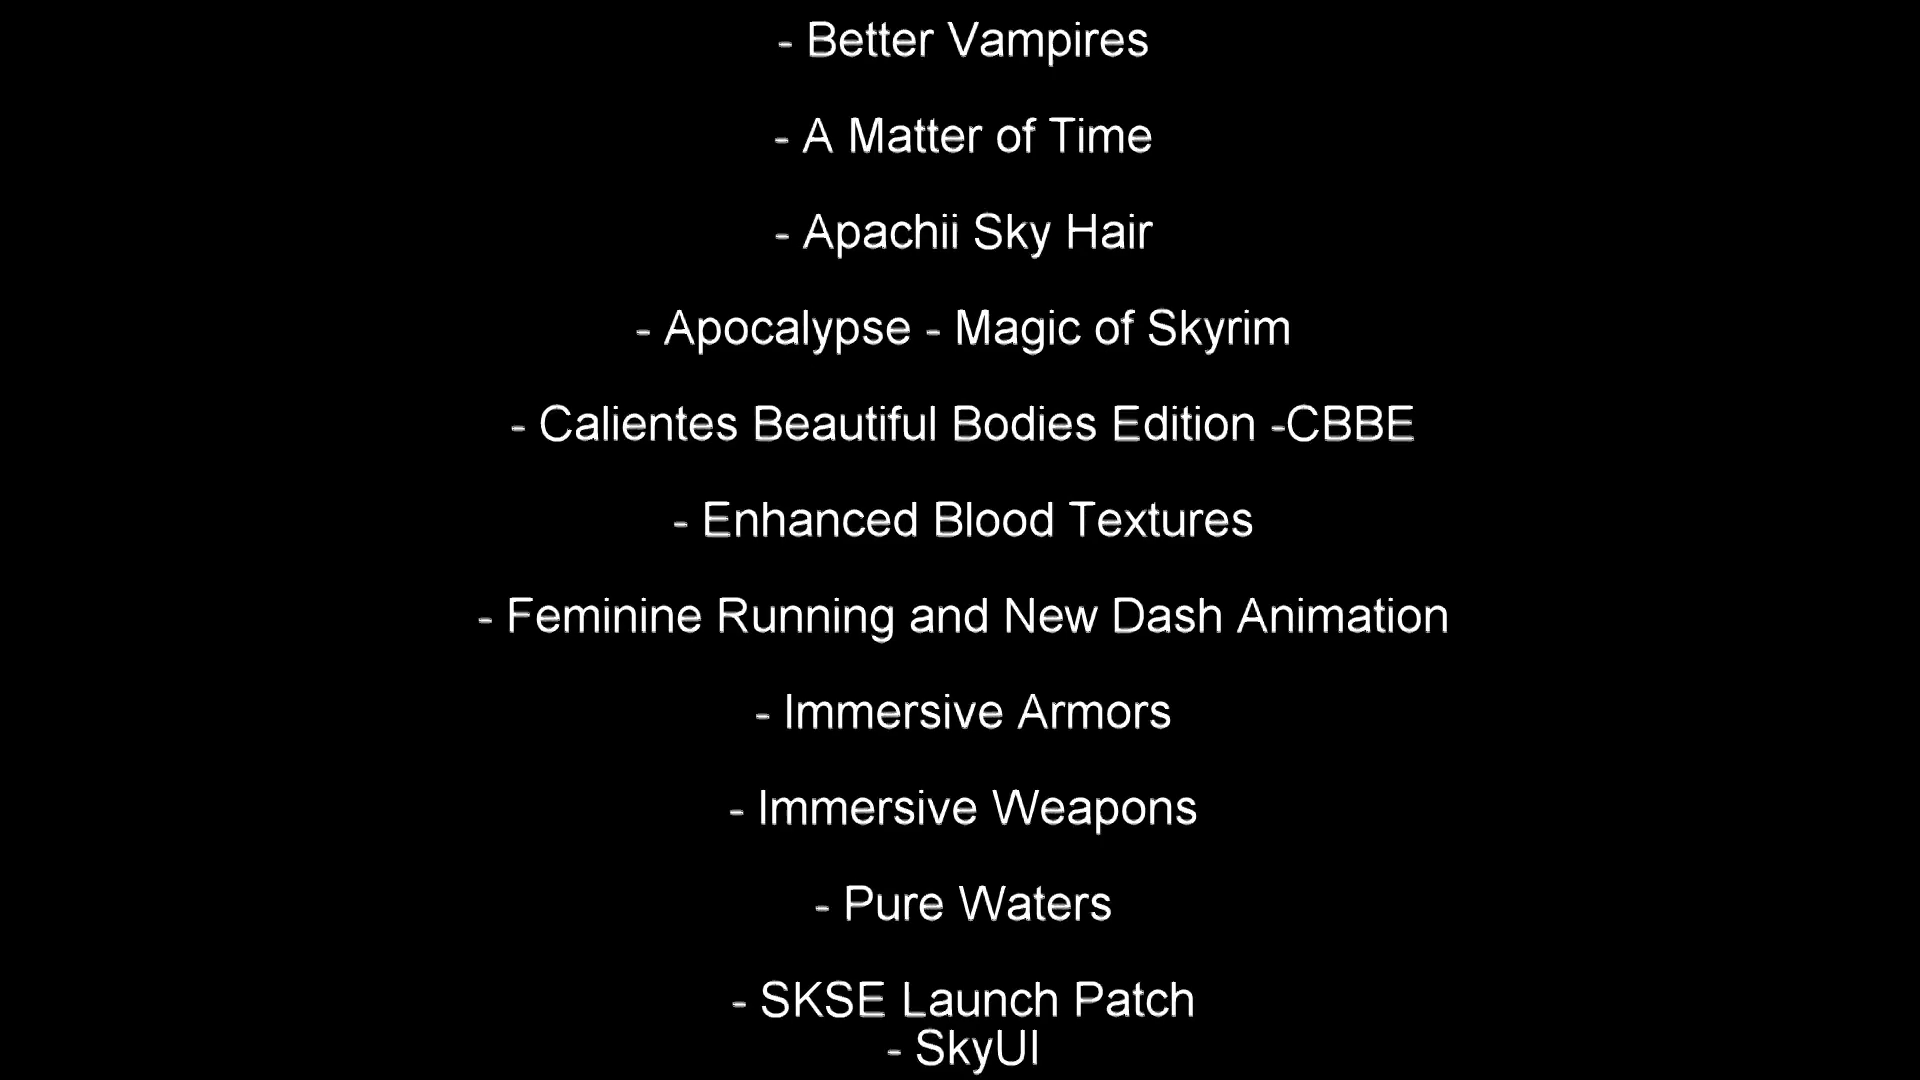 - Better Vampires
- A Matter of Time
- Apachii Sky Hair
- Apocalypse - Magic of Skyrim
- Calientes Beautiful Bodies Edition -CBBE
- Enhanced Blood Textures
- Feminine Running and New Dash Animation
- Immersive Armors
- Immersive Weapons
- Pure Waters
- SKSE Launch Patch
- SkyUI